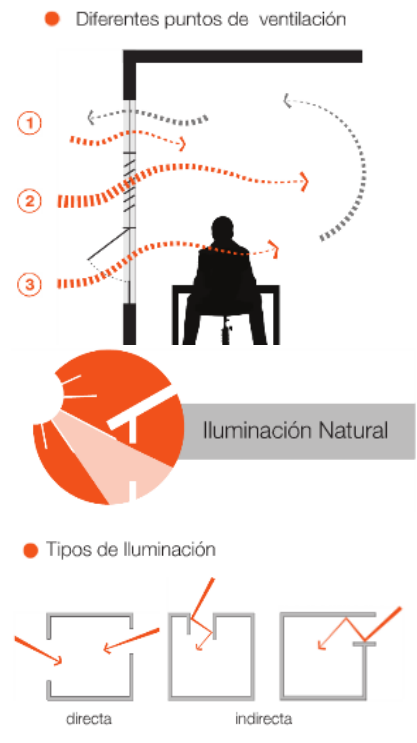 Diferentes puntos de ventilación
1
2
3
Iluminación Natural
Tipos de Iluminación
directa
indirecta